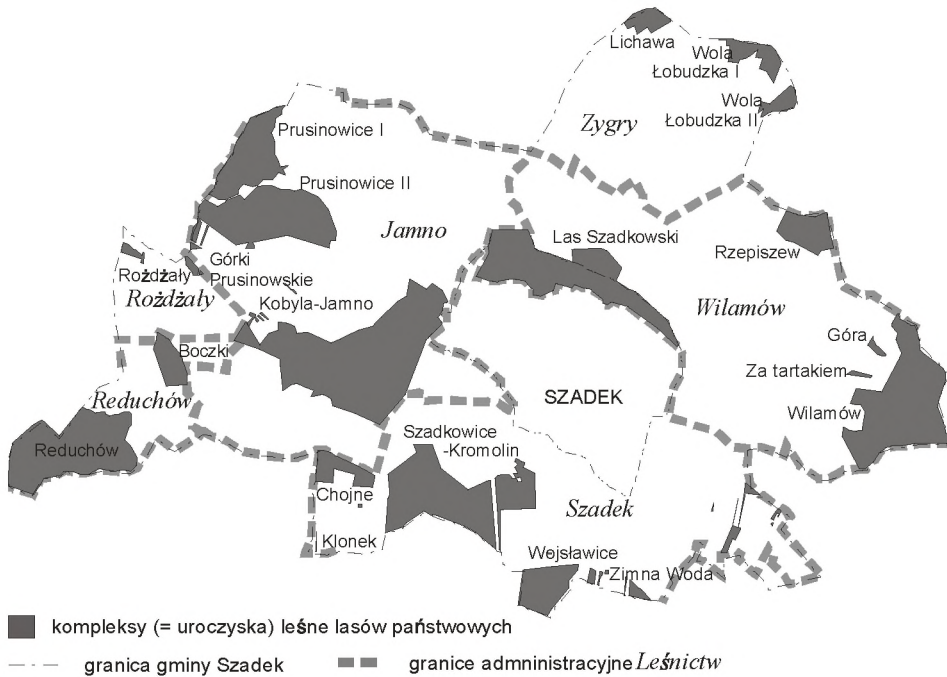 Lichawa
Wola
Łobudzka I
Wola
Łobudzka II
Zygry
Prusinowice I
Prusinowice II
Jamno
Las Szadkowski
Rzepiszew
Górki
Prusinowskie
Rożdżały
Rożdżały
Kobyla-Jamno
Wilamów
Góra
Boczki
Za tartakiem
Reduchów
SZADEK
Wilamów
Reduchów
Szadkowice
-Kromolin
Chojne
Szadek
Klonek
Wojsławice
Zimna Woda
kompleksy (= uroczyska) leśne lasów państwowych
granica gminy Szadek
granice admninistracyjne Leśnictw